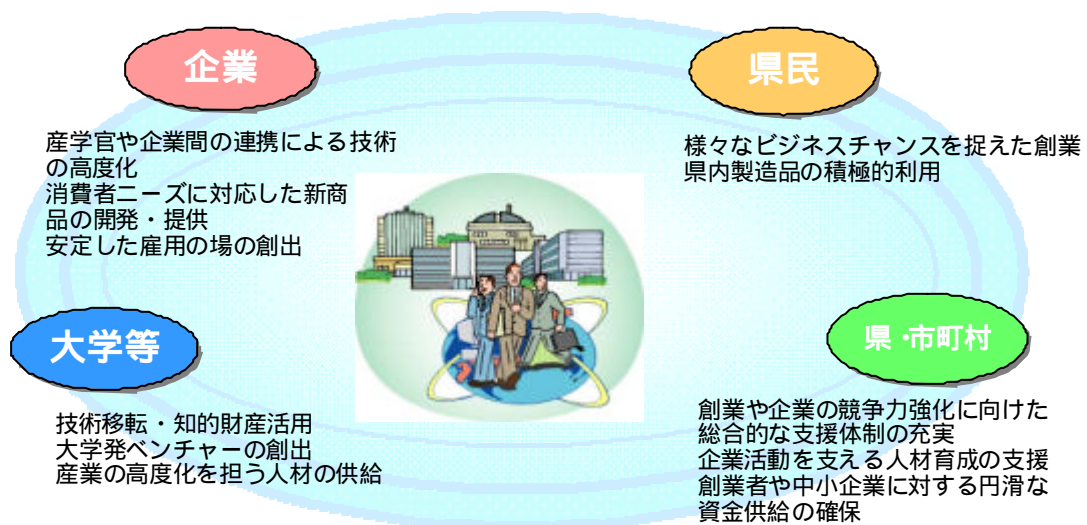 企業
産学官や企業間の連携による技術
の高度化
消費者ニーズに対応した新商
品の開発・提供
安定した雇用の場の創出
県民
様々なビジネスチャンスを捉えた創業
県内製造品の積極的利用
大学等
技術移転・知的財産活用
大学発ベンチャーの創出
産業の高度化を担う人材の供給
県・市町村
創業や企業の競争力強化に向けた
総合的な支援体制の充実
企業活動を支える人材育成の支援
創業者や中小企業に対する円滑な
資金供給の確保